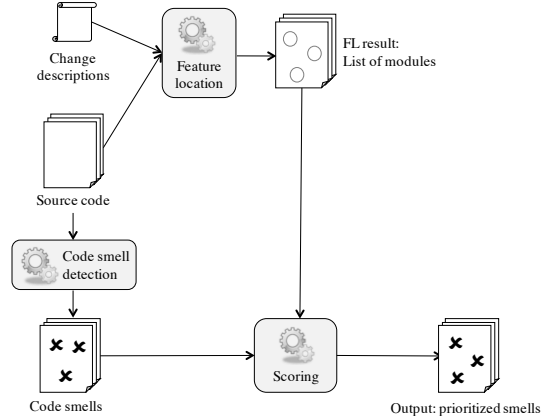 Change
descriptions
Feature
location
FL result:
List of modules
Source code
Code smell
detection
Code smells
Scoring
Output: prioritized smells